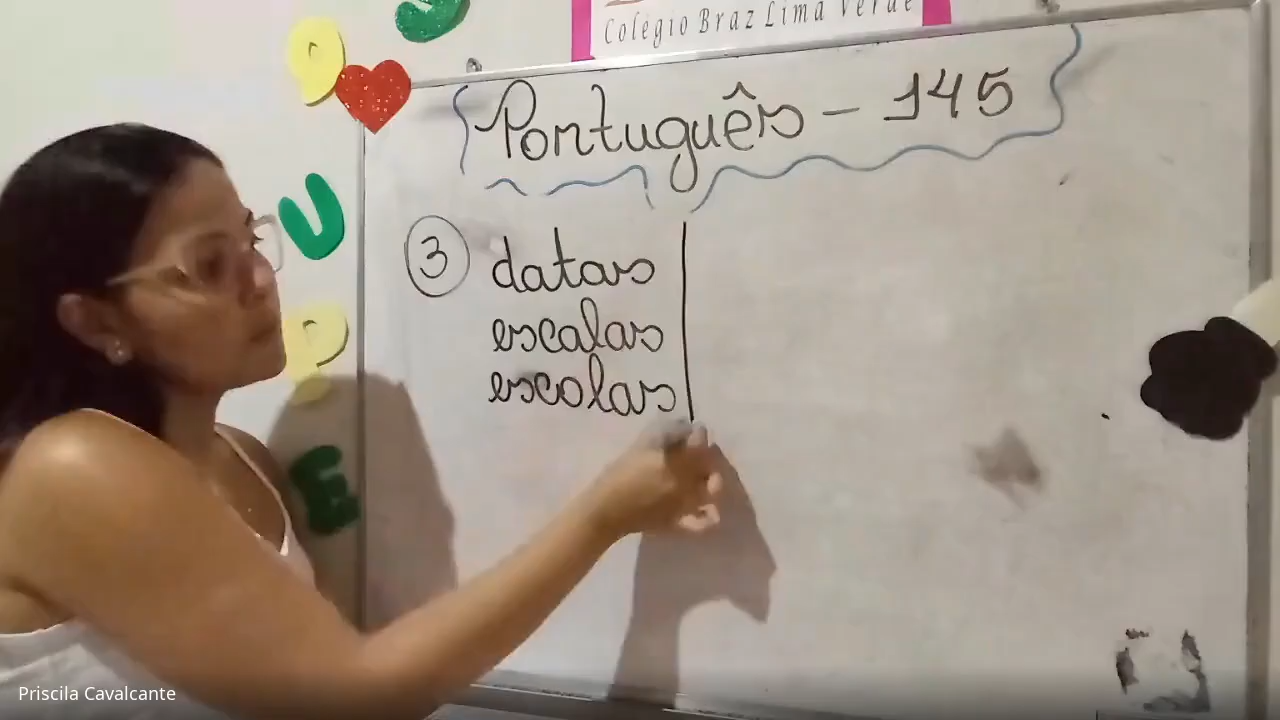 Colégio Braz Lima Verde
Português - 145
3 datas
escalas
escolas
U
P
E
Priscila Cavalcante